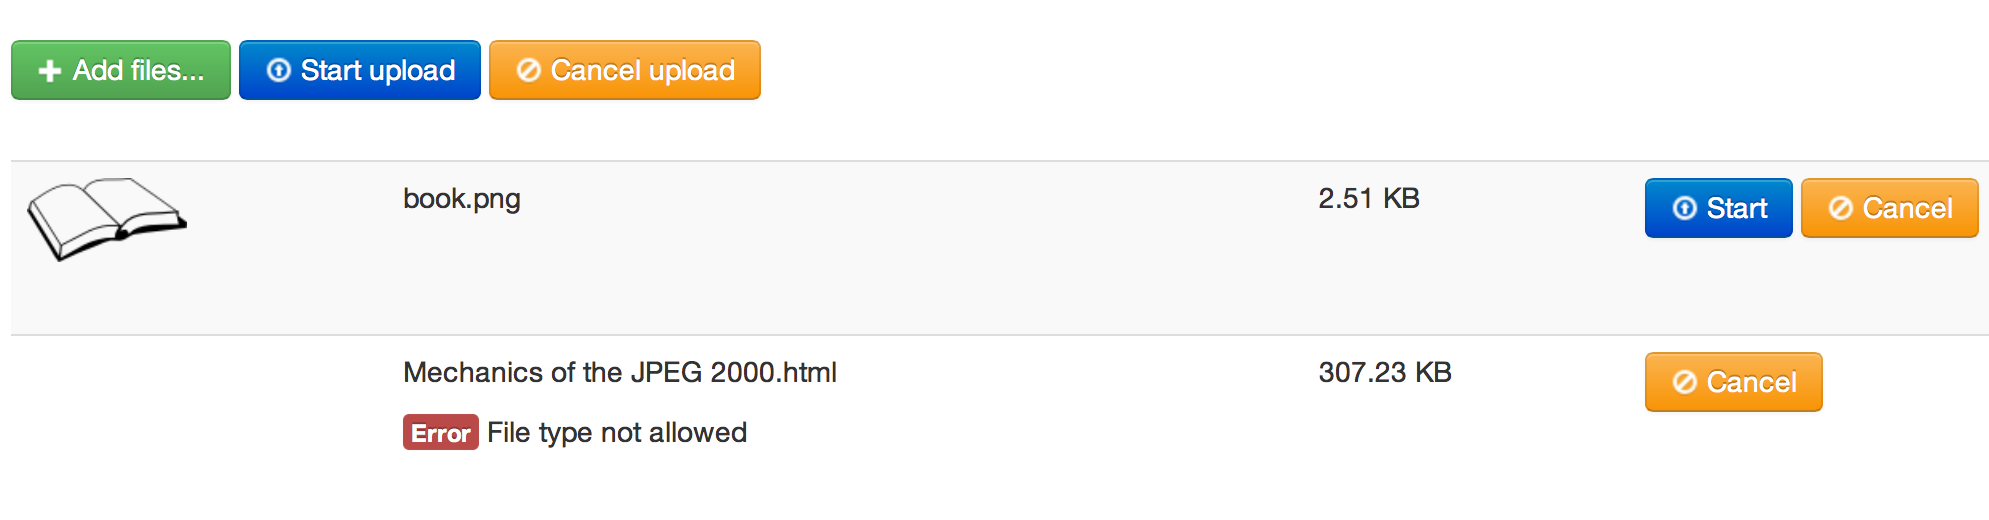 Add files... Start upload Cancel upload
book.png 2.51 KB Start Cancel
Mechanics of the JPEG 2000.html 307.23 KB Cancel
Error File type not allowed